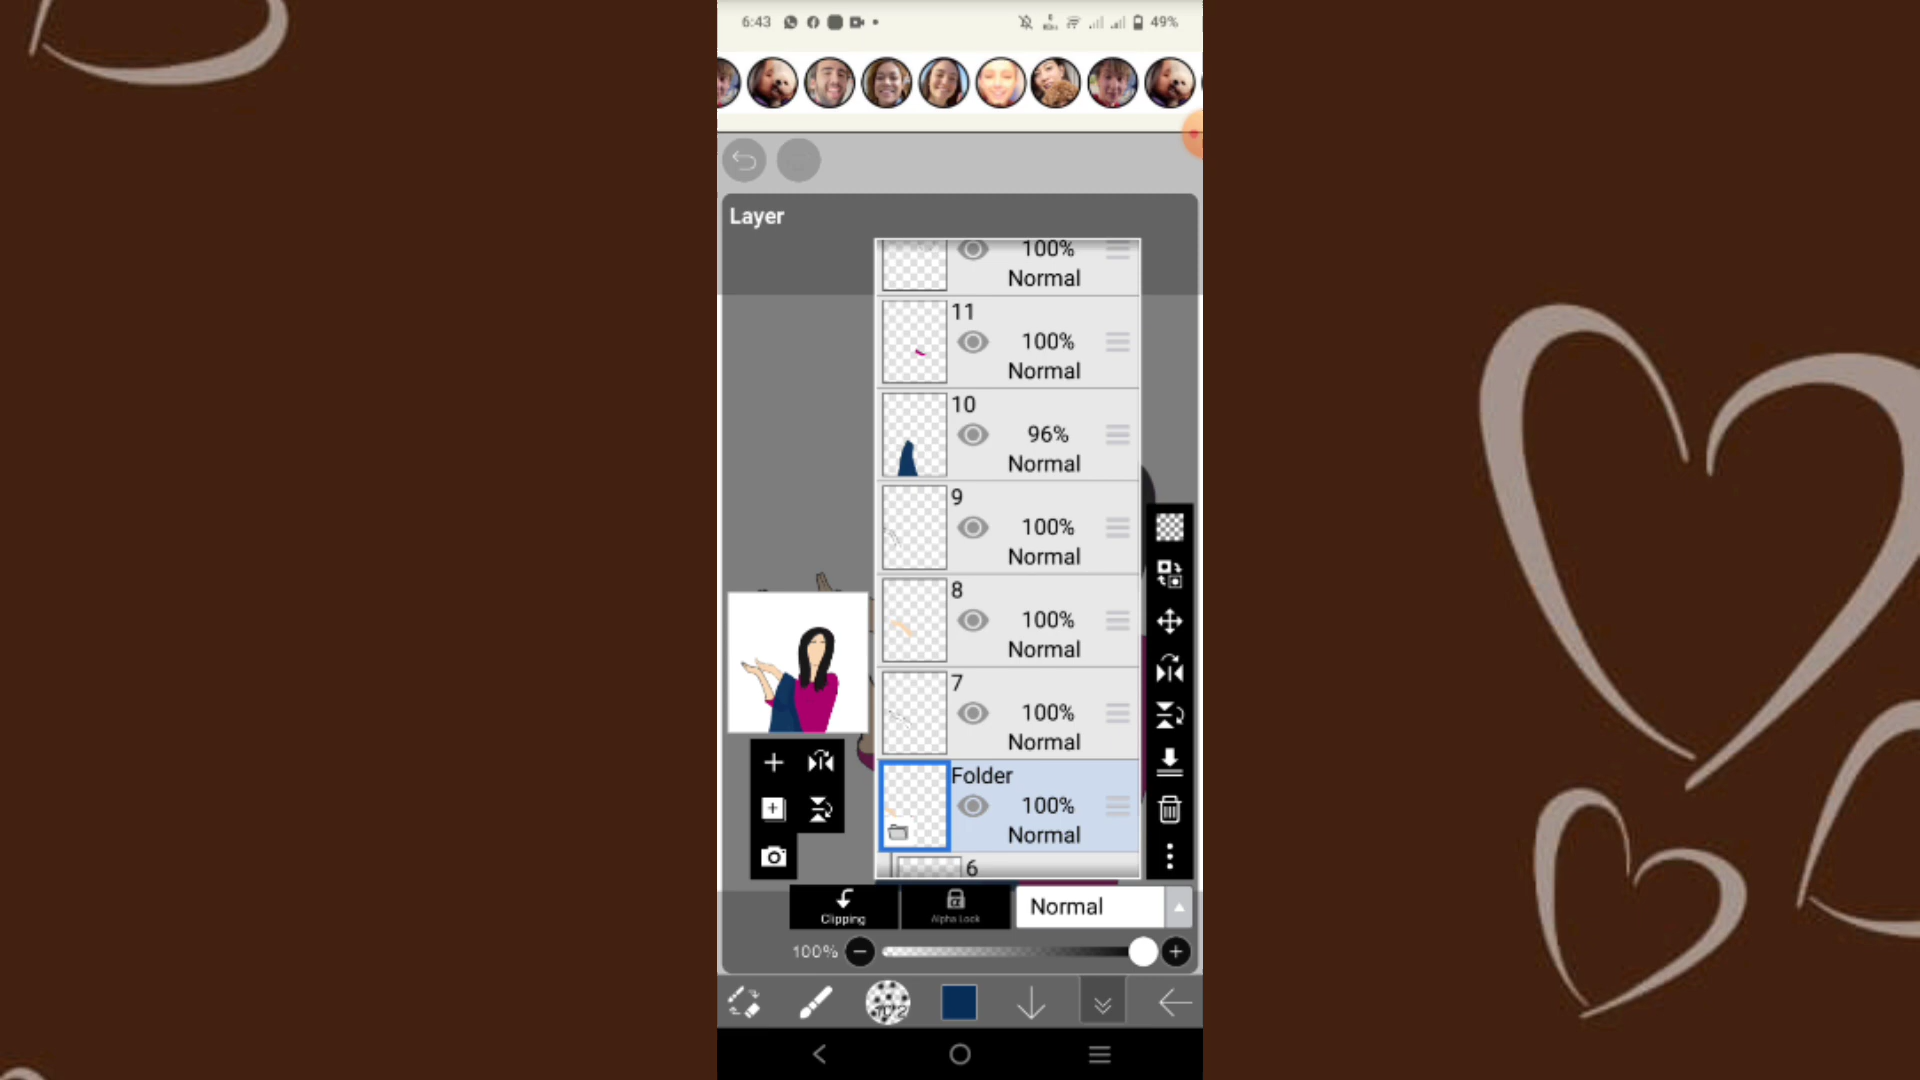 6:43
49%
Layer
100%
Normal
11
100%
Normal
10
96%
Normal
9
100%
Normal
8
100%
Normal
7
100%
Normal
Folder
100%
Normal
6
Clipping
Alpha Lock
Normal
100%